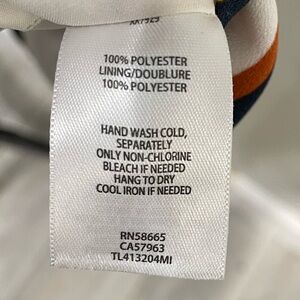 100% POLYESTER
LINING/DOUBLURE
100% POLYESTER
HAND WASH COLD,
SEPARATELY
ONLY NON-CHLORINE
BLEACH IF NEEDED
HANG TO DRY
COOL IRON IF NEEDED
RN58665
CA57963
TL413204MI